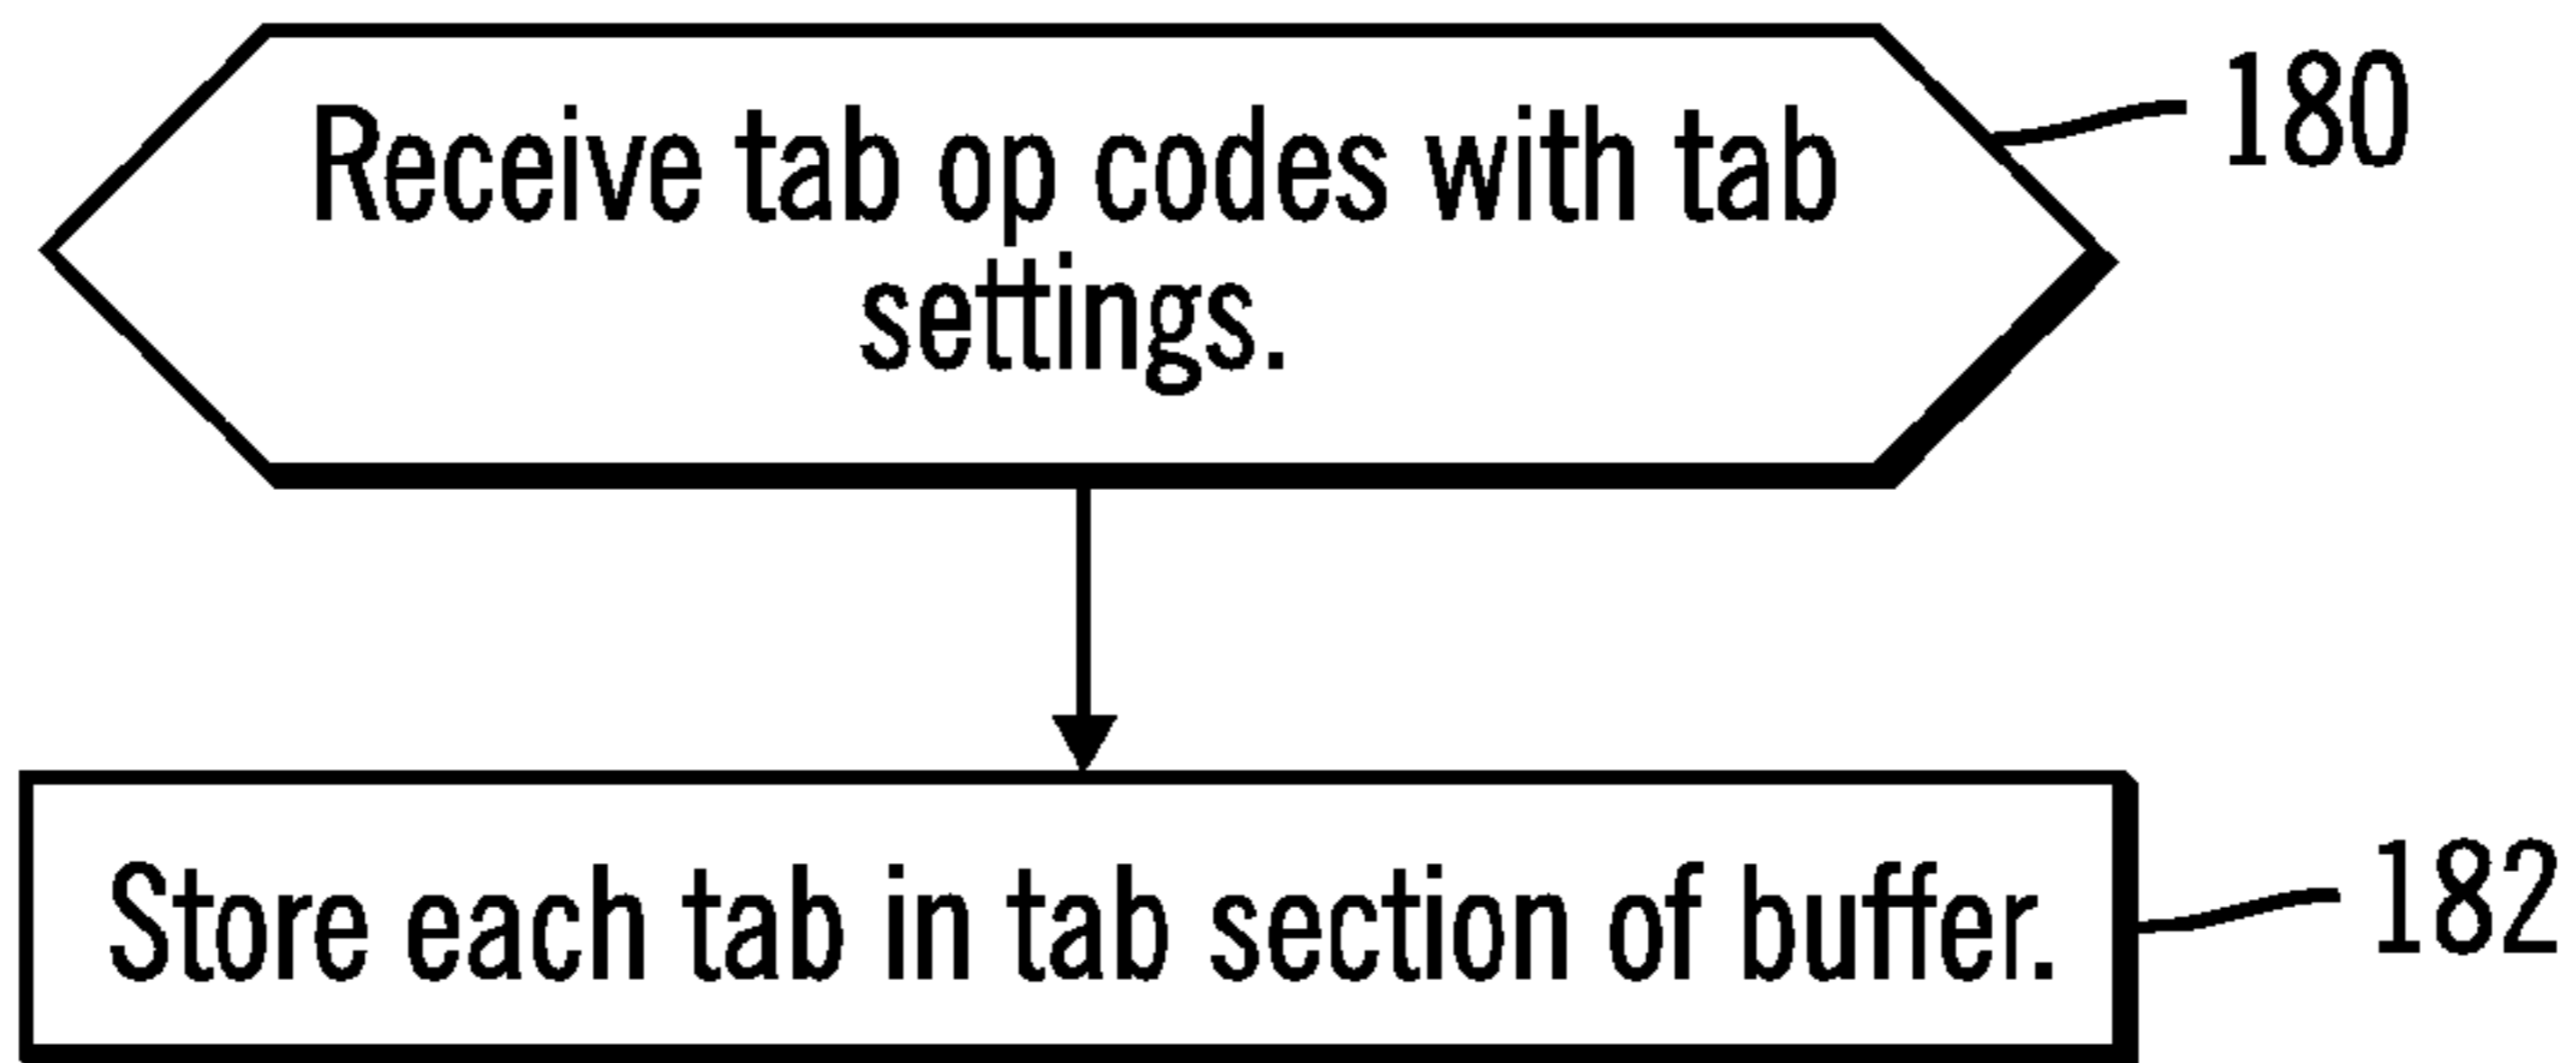 Receive tab op codes with tab
settings.
180
Store each tab in tab section of buffer.
182